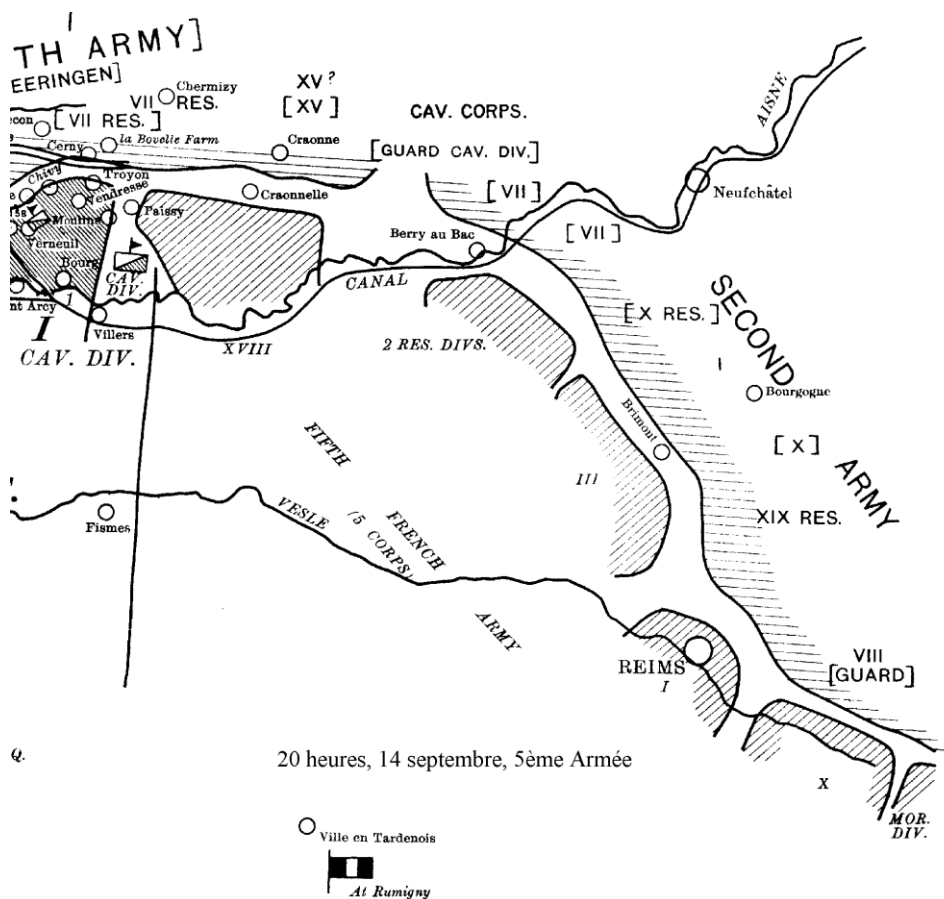 TH ARMY]
EERINGEN]
Chermizy
VII RES.
XV?
[XV]
CAV. CORPS.
AISNE
econ
[VII RES.]
la Bovelle Farm
Cerny
Craonne
[GUARD CAV. DIV.]
Chivy
Troyon
Vendresse
Craonnelle
[VII]
Neufchâtel
Moulins
Paissy
Verneuil
[VII]
Berry au Bac
Bourg
CAV.
DIV.
CANAL
nt Arcy
1
Villers
I
XVIII
CAV. DIV.
[X RES.]
SECOND
ARMY
2 RES. DIVS.
I
Bourgogne
Brimont
FIFTH
FRENCH
ARMY
(5
CORPS)
III
[X]
XIX RES.
VESLE
Fismes
REIMS
I
VIII
[GUARD]
Q.
20 heures, 14 septembre, 5ème Armée
X
MOR.
DIV.
Ville en Tardenois
At Rumigny